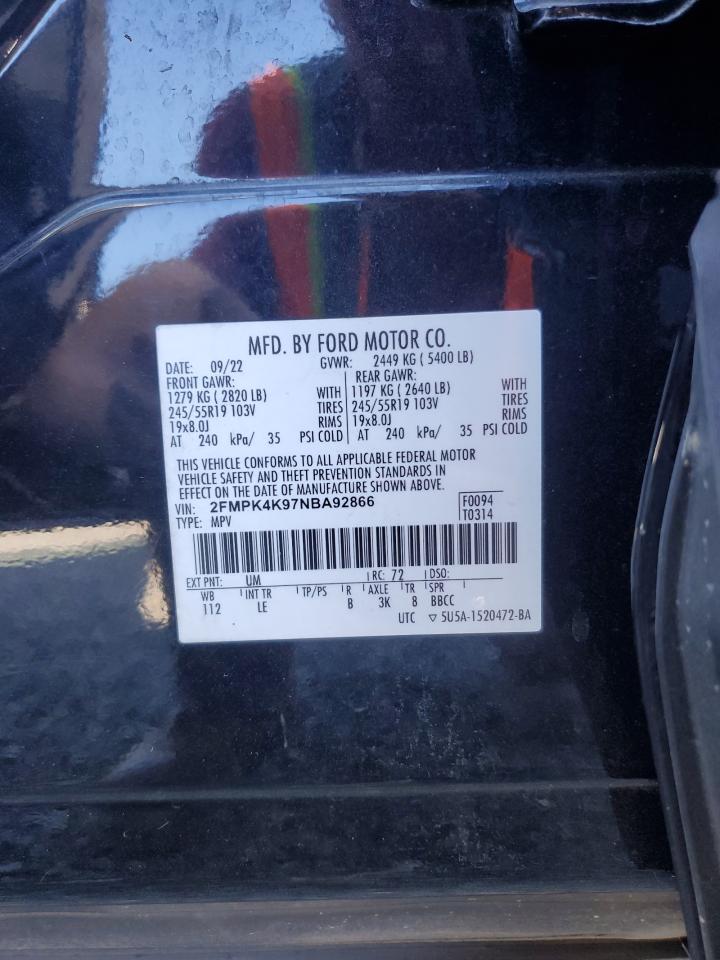 MFD. BY FORD MOTOR CO.
DATE: 09/22 GVWR: 2449 KG ( 5400 LB)
FRONT GAWR: REAR GAWR:
1279 KG ( 2820 LB) WITH 1197 KG ( 2640 LB) WITH
245/55R19 103V TIRES 245/55R19 103V TIRES
19x8.0J RIMS 19x8.0J RIMS
AT 240 kPa/ 35 PSI COLD AT 240 kPa/ 35 PSI COLD
THIS VEHICLE CONFORMS TO ALL APPLICABLE FEDERAL MOTOR
VEHICLE SAFETY AND THEFT PREVENTION STANDARDS IN
EFFECT ON THE DATE OF MANUFACTURE SHOWN ABOVE.
VIN: 2FMPK4K97NBA92866 F0094
TYPE: MPV T0314
EXT PNT: UM RC: 72 DSO:
WB INT TR TP/PS R AXLE TR SPR
112 LE B 3K 8 BBCC
UTC ▽ 5U5A-1520472-BA